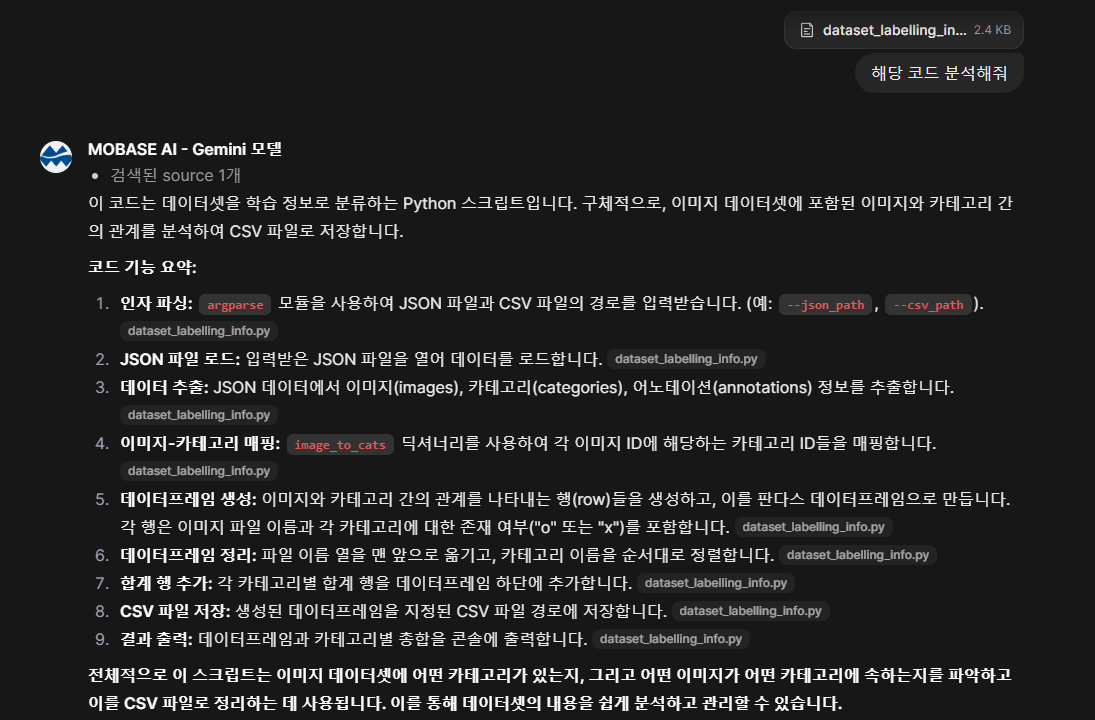 dataset_labelling_in... 2.4 KB
해당 코드 분석해줘
MOBASE AI - Gemini 모델
• 검색된 source 1개
이 코드는 데이터셋을 학습 정보로 분류하는 Python 스크립트입니다. 구체적으로, 이미지 데이터셋에 포함된 이미지와 카테고리 간
의 관계를 분석하여 CSV 파일로 저장합니다.
코드 기능 요약:
1. 인자 파싱: argparse 모듈을 사용하여 JSON 파일과 CSV 파일의 경로를 입력받습니다. (예: --json_path , --csv_path ).
dataset_labelling_info.py
2. JSON 파일 로드: 입력받은 JSON 파일을 열어 데이터를 로드합니다. dataset_labelling_info.py
3. 데이터 추출: JSON 데이터에서 이미지(images), 카테고리(categories), 어노테이션(annotations) 정보를 추출합니다.
dataset_labelling_info.py
4. 이미지-카테고리 매핑: image_to_cats 딕셔너리를 사용하여 각 이미지 ID에 해당하는 카테고리 ID들을 매핑합니다.
dataset_labelling_info.py
5. 데이터프레임 생성: 이미지와 카테고리 간의 관계를 나타내는 행(row)들을 생성하고, 이를 판다스 데이터프레임으로 만듭니다.
각 행은 이미지 파일 이름과 각 카테고리에 대한 존재 여부("o" 또는 "x")를 포함합니다. dataset_labelling_info.py
6. 데이터프레임 정리: 파일 이름 열을 맨 앞으로 옮기고, 카테고리 이름을 순서대로 정렬합니다. dataset_labelling_info.py
7. 합계 행 추가: 각 카테고리별 합계 행을 데이터프레임 하단에 추가합니다. dataset_labelling_info.py
8. CSV 파일 저장: 생성된 데이터프레임을 지정된 CSV 파일 경로에 저장합니다. dataset_labelling_info.py
9. 결과 출력: 데이터프레임과 카테고리별 총합을 콘솔에 출력합니다. dataset_labelling_info.py
전체적으로 이 스크립트는 이미지 데이터셋에 어떤 카테고리가 있는지, 그리고 어떤 이미지가 어떤 카테고리에 속하는지를 파악하고
이를 CSV 파일로 정리하는 데 사용됩니다. 이를 통해 데이터셋의 내용을 쉽게 분석하고 관리할 수 있습니다.